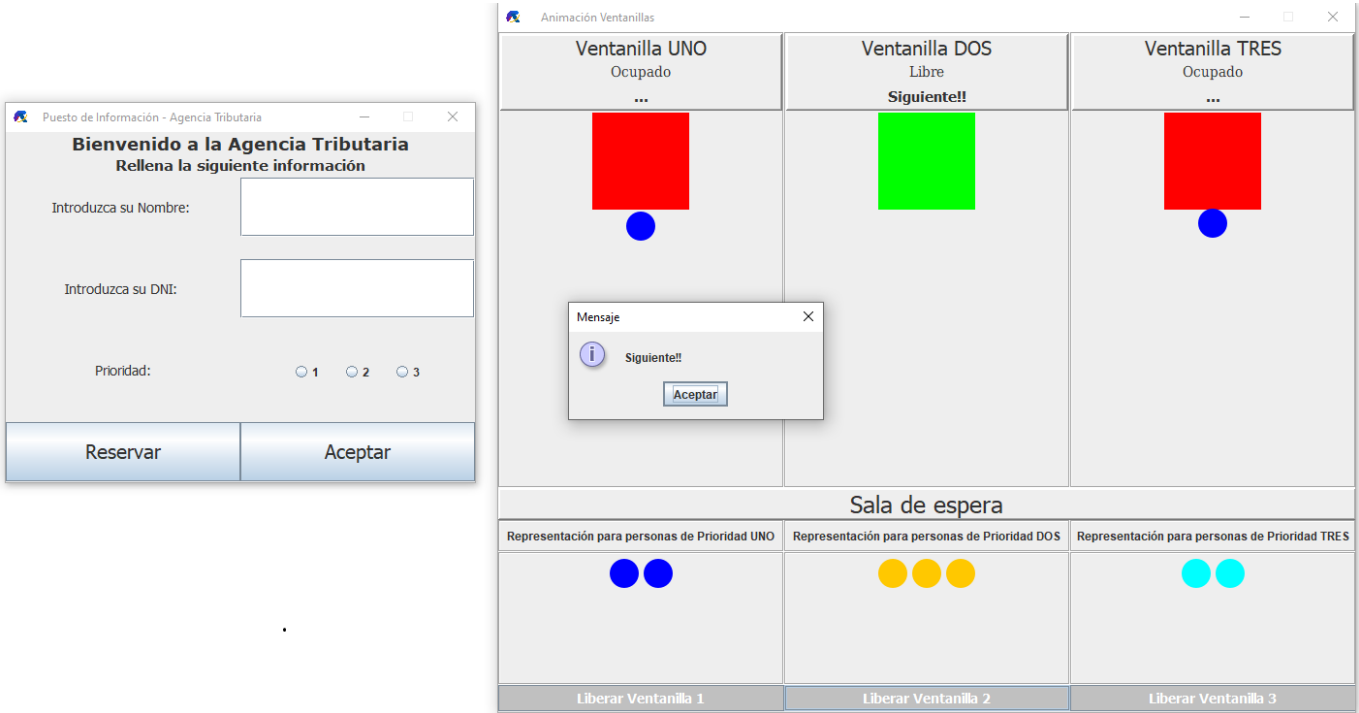 Puesto de Información - Agencia Tributaria
Bienvenido a la Agencia Tributaria
Rellena la siguiente información
Introduzca su Nombre:
Introduzca su DNI:
Prioridad:
1 2 3
Reservar Aceptar
Animación Ventanillas
Ventanilla UNO Ventanilla DOS Ventanilla TRES
Ocupado Libre Ocupado
... Siguiente!! ...
Mensaje
Siguiente!!
Aceptar
Sala de espera
Representación para personas de Prioridad UNO Representación para personas de Prioridad DOS Representación para personas de Prioridad TRES
Liberar Ventanilla 1 Liberar Ventanilla 2 Liberar Ventanilla 3